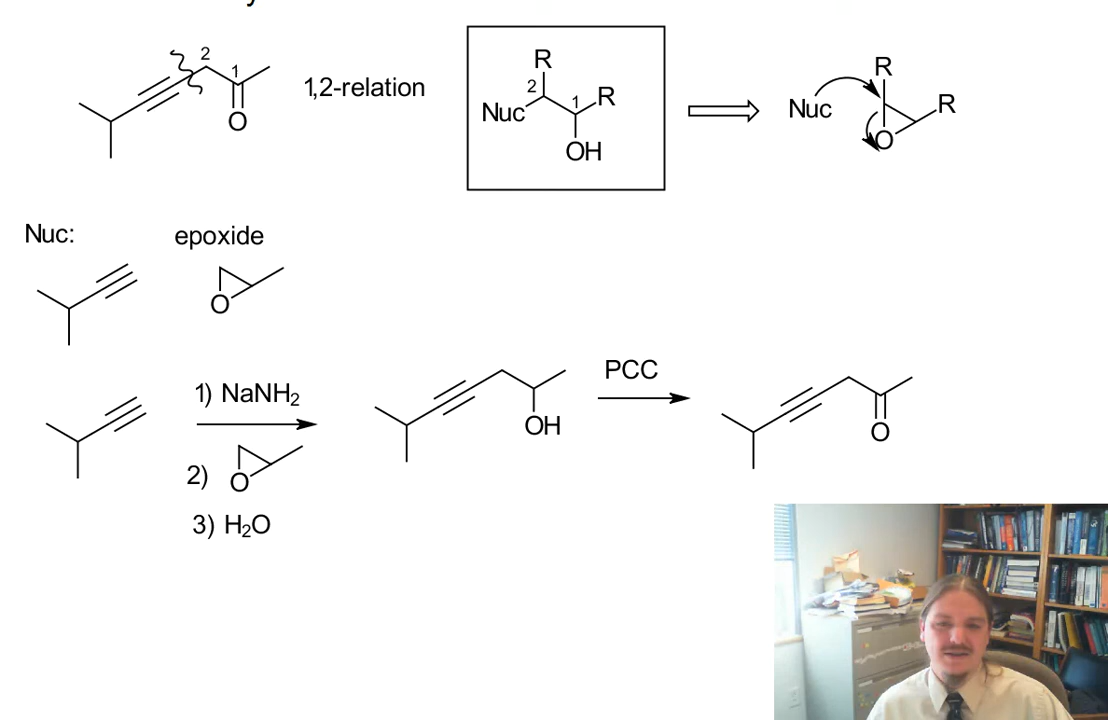 2
1
O
1,2-relation
R
2
1
R
Nuc
OH
Nuc
R
R
O
Nuc:
epoxide
O
1) NaNH₂
2)
O
3) H₂O
OH
PCC
O